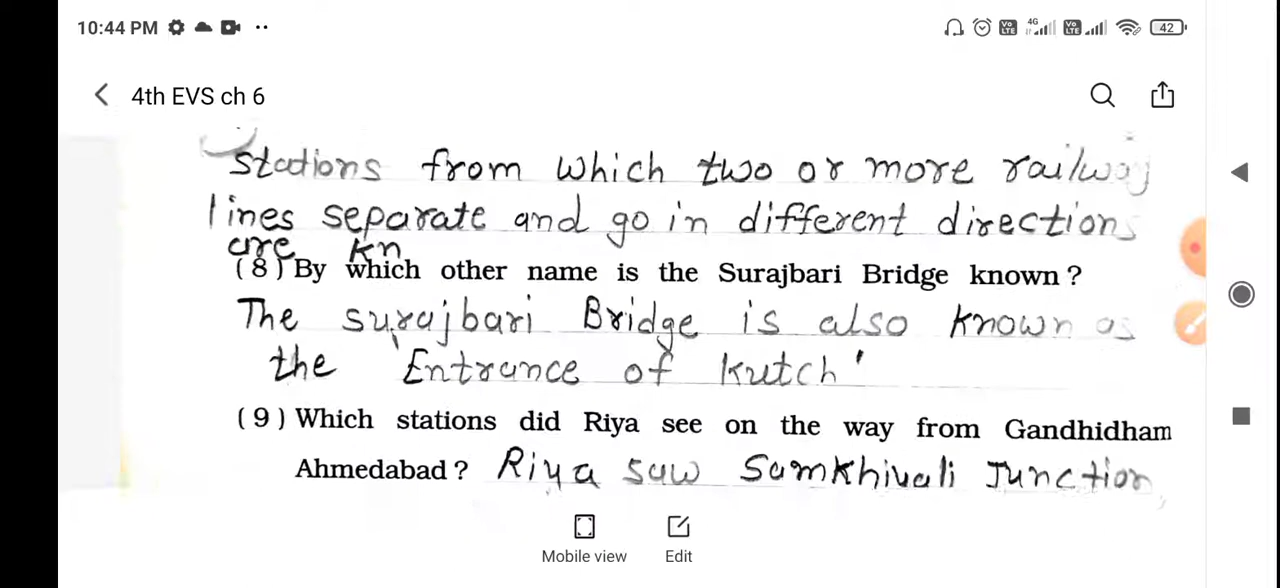 10:44 PM
4G
42
4th EVS ch 6
stations from which two or more railway
lines separate and go in different directions
are kn
(8) By which other name is the Surajbari Bridge known?
The surajbari Bridge is also known as
the 'Entrance of Kutch'
(9) Which stations did Riya see on the way from Gandhidham
Ahmedabad? Riya saw Samkhivali Junction,
Mobile view
Edit